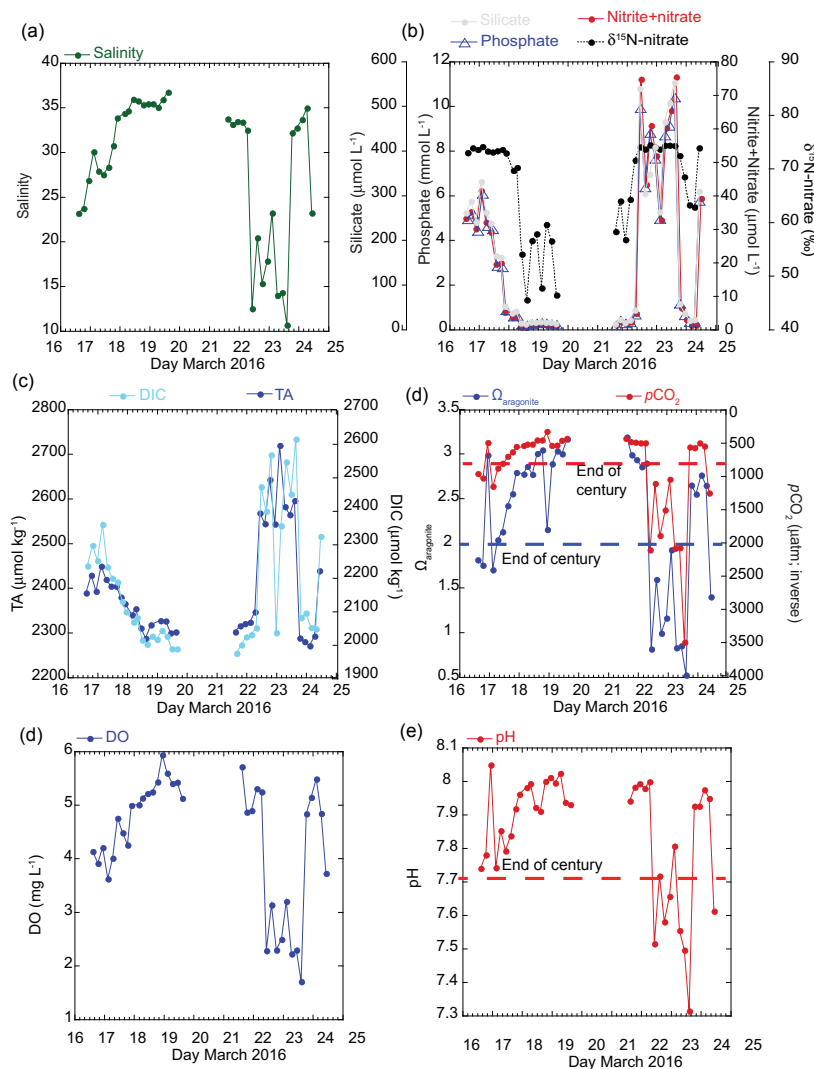 (a) Salinity
40
35
30
25
20
15
10
Salinity
16 17 18 19 20 21 22 23 24 25
Day March 2016
(b) Silicate Nitrite+nitrate
Phosphate δ15N-nitrate
600
500
400
300
200
100
0
Silicate (µmol L-1)
12
10
8
6
4
2
0
Phosphate (mmol L-1)
80
70
60
50
40
30
20
10
0
Nitrite+Nitrate (µmol L-1)
90
80
70
60
50
40
δ15N-nitrate (‰)
16 17 18 19 20 21 22 23 24 25
Day March 2016
(c) DIC TA
2800
2700
2600
2500
2400
2300
2200
TA (µmol kg-1)
2700
2600
2500
2400
2300
2200
2100
2000
1900
DIC (µmol kg-1)
16 17 18 19 20 21 22 23 24 25
Day March 2016
(d) Ωaragonite pCO2
3.5
3
2.5
2
1.5
1
0.5
Ωaragonite
End of century
End of century
0
500
1000
1500
2000
2500
3000
3500
4000
pCO2 (µatm; inverse)
16 17 18 19 20 21 22 23 24 25
Day March 2016
(d) DO
6
5
4
3
2
1
DO (mg L-1)
16 17 18 19 20 21 22 23 24 25
Day March 2016
(e) pH
8.1
8
7.9
7.8
7.7
7.6
7.5
7.4
7.3
pH
End of century
16 17 18 19 20 21 22 23 24 25
Day March 2016